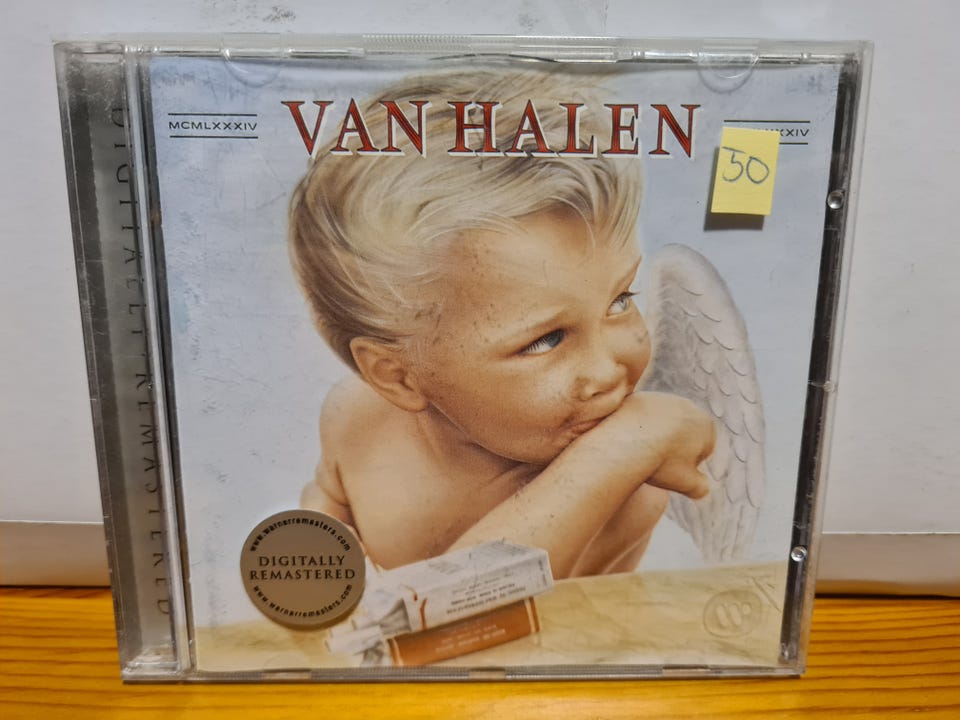 MCMLXXXIV
VAN HALEN
50
DIGITALLY REMASTERED
www.warnerremasters.com
DIGITALLY
REMASTERED
www.warnerremasters.com